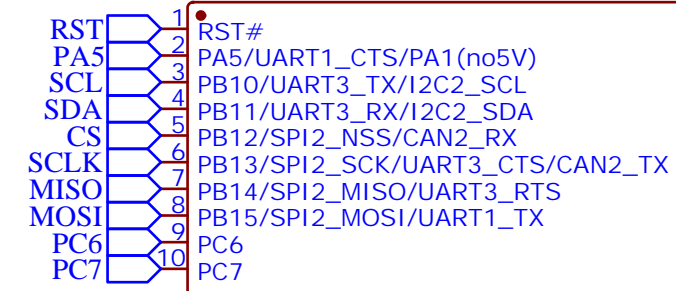 RST 1 RST#
PA5 2 PA5/UART1_CTS/PA1(no5V)
SCL 3 PB10/UART3_TX/I2C2_SCL
SDA 4 PB11/UART3_RX/I2C2_SDA
CS 5 PB12/SPI2_NSS/CAN2_RX
SCLK 6 PB13/SPI2_SCK/UART3_CTS/CAN2_TX
MISO 7 PB14/SPI2_MISO/UART3_RTS
MOSI 8 PB15/SPI2_MOSI/UART1_TX
PC6 9 PC6
PC7 10 PC7